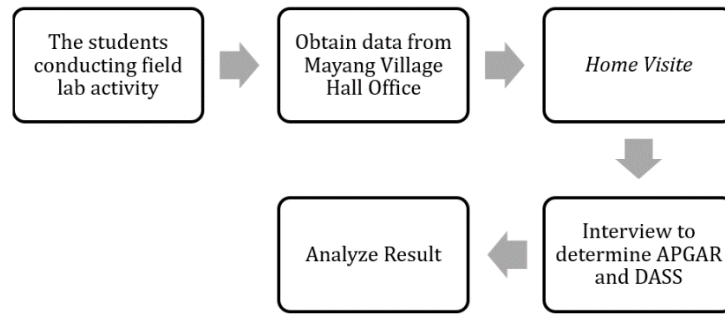 The students
conducting field
lab activity
Obtain data from
Mayang Village
Hall Office
Home Visite
Interview to
determine APGAR
and DASS
Analyze Result